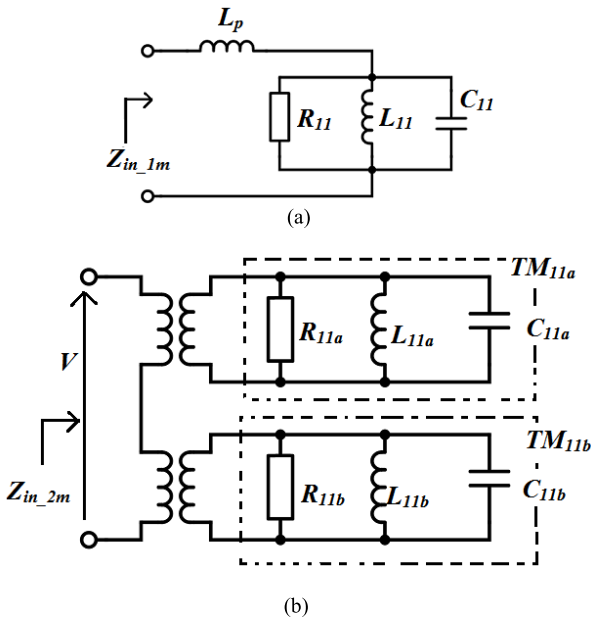 Lp
R11
L11
C11
Zin_1m
(a)
TM11a
R11a
L11a
C11a
V
TM11b
Zin_2m
R11b
L11b
C11b
(b)